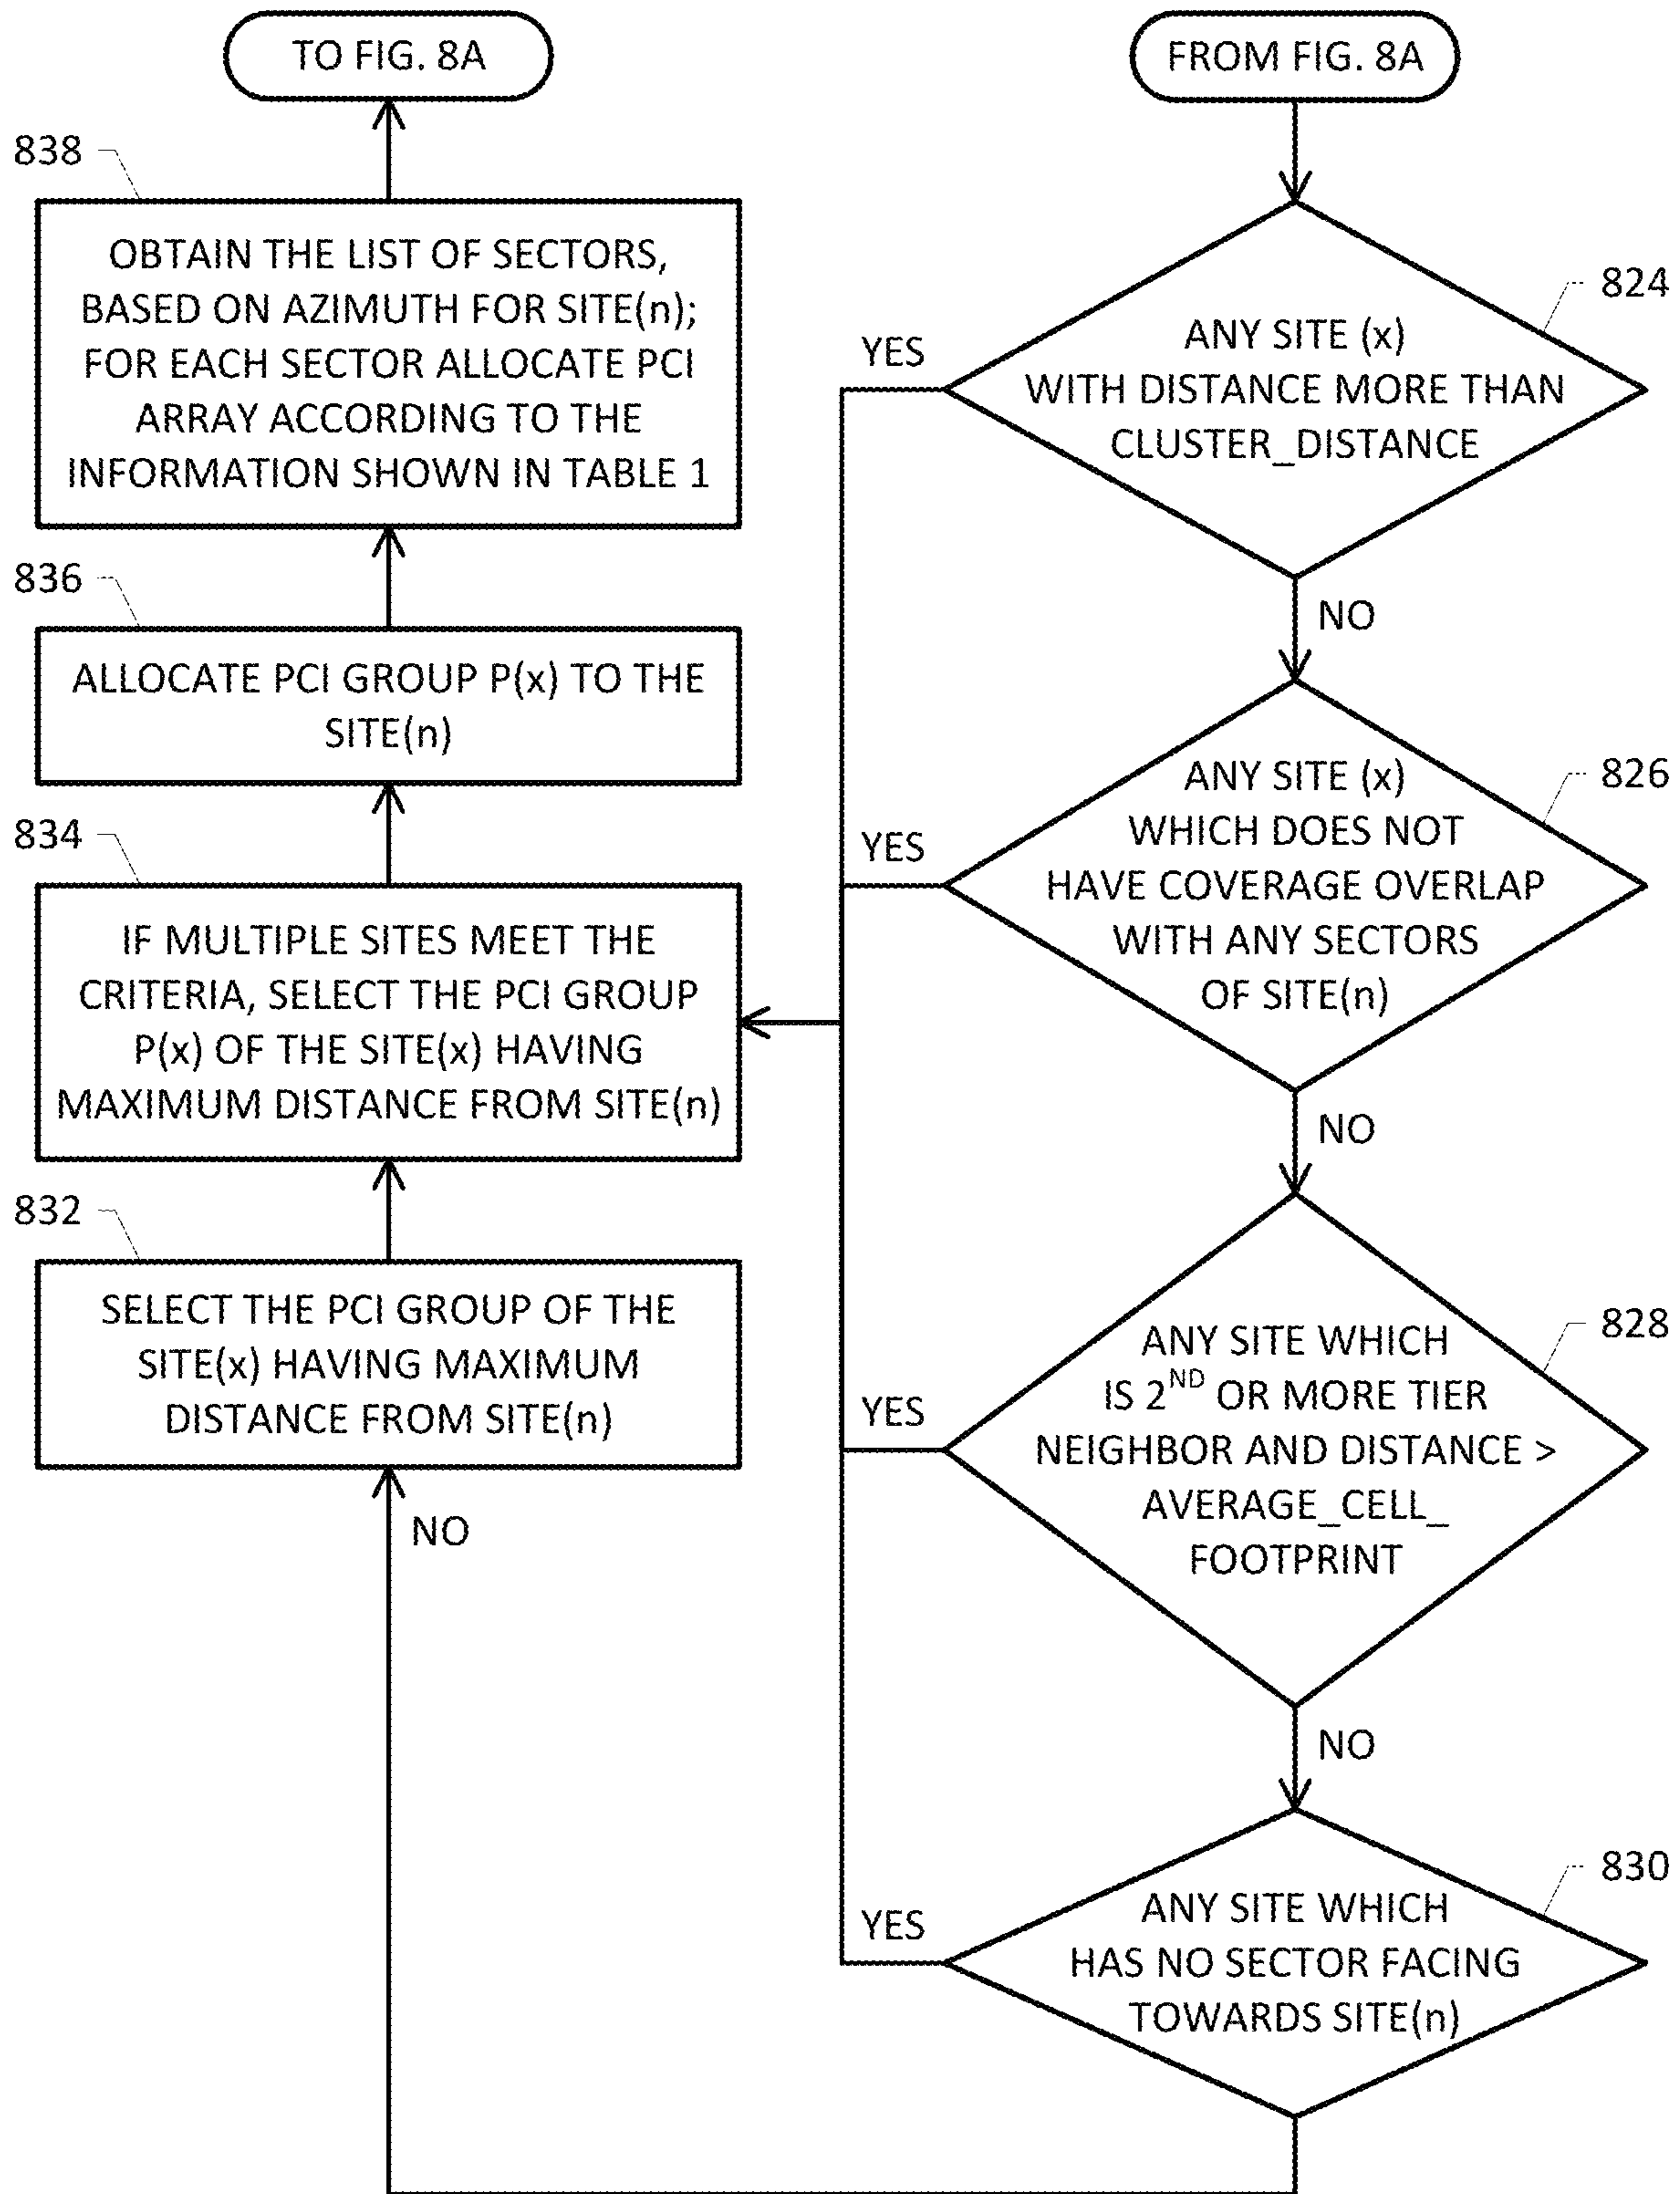 TO FIG. 8A
838
OBTAIN THE LIST OF SECTORS,
BASED ON AZIMUTH FOR SITE(n);
FOR EACH SECTOR ALLOCATE PCI
ARRAY ACCORDING TO THE
INFORMATION SHOWN IN TABLE 1
836
ALLOCATE PCI GROUP P(x) TO THE
SITE(n)
834
IF MULTIPLE SITES MEET THE
CRITERIA, SELECT THE PCI GROUP
P(x) OF THE SITE(x) HAVING
MAXIMUM DISTANCE FROM SITE(n)
832
SELECT THE PCI GROUP OF THE
SITE(x) HAVING MAXIMUM
DISTANCE FROM SITE(n)
NO
FROM FIG. 8A
824
ANY SITE (x)
WITH DISTANCE MORE THAN
CLUSTER_DISTANCE
YES
NO
826
ANY SITE (x)
WHICH DOES NOT
HAVE COVERAGE OVERLAP
WITH ANY SECTORS
OF SITE(n)
YES
NO
828
ANY SITE WHICH
IS 2ND OR MORE TIER
NEIGHBOR AND DISTANCE >
AVERAGE_CELL_
FOOTPRINT
YES
NO
830
ANY SITE WHICH
HAS NO SECTOR FACING
TOWARDS SITE(n)
YES